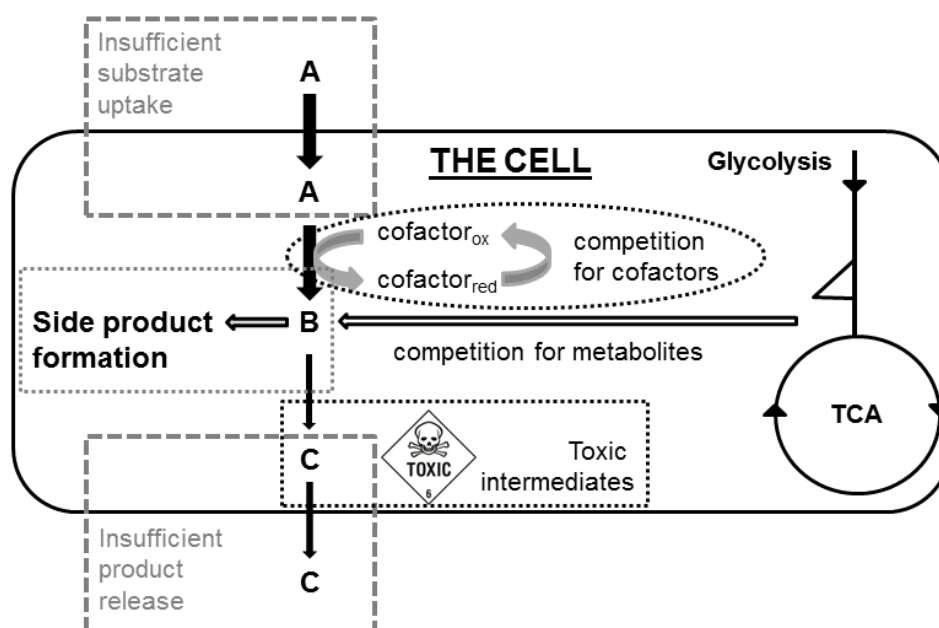 Insufficient
substrate
uptake
A
THE CELL
Glycolysis
A
cofactorox
competition
for cofactors
cofactorred
Side product
formation
B
competition for metabolites
TCA
C
TOXIC
6
Toxic
intermediates
Insufficient
product
release
C